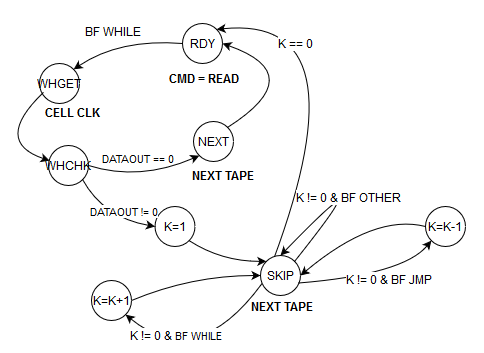 BF WHILE
RDY
K == 0
CMD = READ
WHGET
CELL CLK
NEXT
WHCHK
DATAOUT == 0
NEXT TAPE
DATAOUT != 0
K=1
K != 0 & BF OTHER
K=K-1
SKIP
K != 0 & BF JMP
K=K+1
NEXT TAPE
K != 0 & BF WHILE